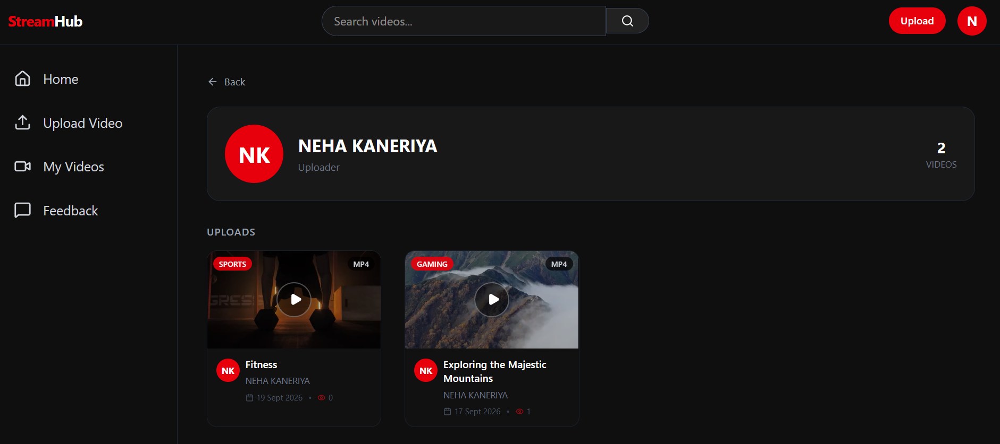 StreamHub
Search videos...
Upload
N
Home
Upload Video
My Videos
Feedback
Back
NK
NEHA KANERIYA
Uploader
2
VIDEOS
UPLOADS
SPORTS
MP4
NK
Fitness
NEHA KANERIYA
19 Sept 2026 • 0
GAMING
MP4
NK
Exploring the Majestic
Mountains
NEHA KANERIYA
17 Sept 2026 • 1